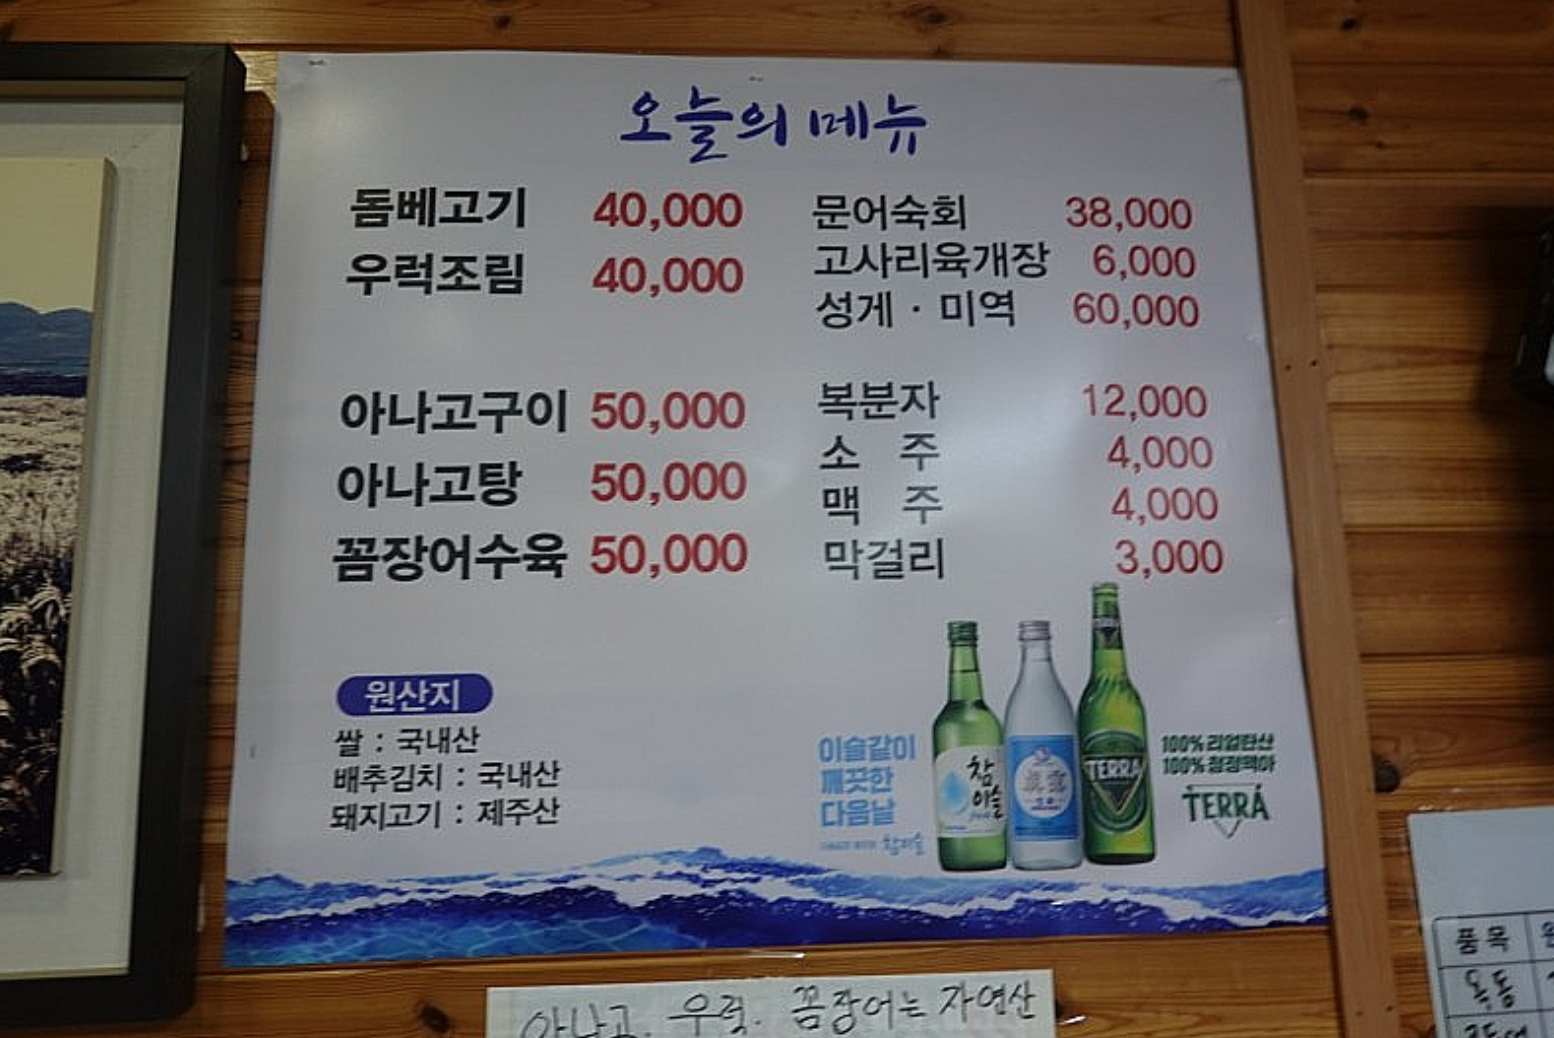 오늘의 메뉴
돔베고기 40,000
우럭조림 40,000
아나고구이 50,000
아나고탕 50,000
꼼장어수육 50,000
문어숙회 38,000
고사리육개장 6,000
성게 · 미역 60,000
복분자 12,000
소 주 4,000
맥 주 4,000
막걸리 3,000
원산지
쌀 : 국내산
배추김치 : 국내산
돼지고기 : 제주산
이슬같이
깨끗한
다음날
참이슬
참이슬
TERRA
100% 리얼탄산
100% 청정맥아
TERRA
아나고. 우럭. 꼼장어는 자연산
품목
옥돔